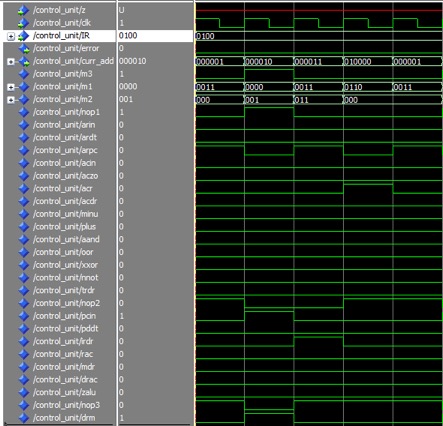 /control_unit/z U
/control_unit/clk 1
/control_unit/IR 0100 0100
/control_unit/error 0
/control_unit/curr_add 000010 000001 000010 000011 010000 000001
/control_unit/m3 1
/control_unit/m1 0000 0011 0000 0011 0110 0011
/control_unit/m2 001 000 001 011 000
/control_unit/nop1 1
/control_unit/arin 0
/control_unit/ardt 0
/control_unit/arpc 0
/control_unit/acin 0
/control_unit/aczo 0
/control_unit/acr 0
/control_unit/acdr 0
/control_unit/minu 0
/control_unit/plus 0
/control_unit/aand 0
/control_unit/oor 0
/control_unit/xxor 0
/control_unit/nnot 0
/control_unit/trdr 0
/control_unit/nop2 0
/control_unit/pcin 1
/control_unit/pddt 0
/control_unit/irdr 0
/control_unit/rac 0
/control_unit/mdr 0
/control_unit/drac 0
/control_unit/zalu 0
/control_unit/nop3 0
/control_unit/drm 1